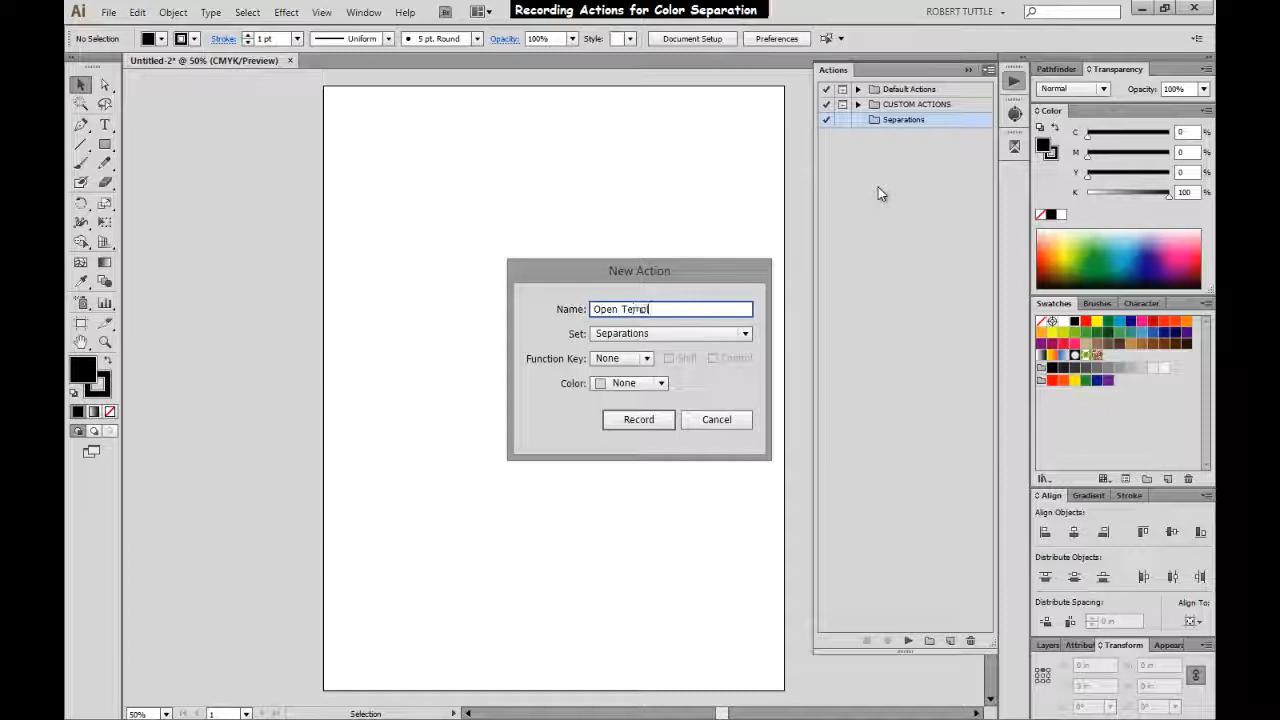 Recording Actions for Color Separation
Ai File Edit Object Type Select Effect View Window Help Br ROBERT TUTTLE
No Selection Stroke: 1 pt Uniform 5 pt. Round Opacity: 100% Style: Document Setup Preferences
Untitled-2* @ 50% (CMYK/Preview)
Actions
Default Actions
CUSTOM ACTIONS
Separations
New Action
Name: Open Templ
Set: Separations
Function Key: None Shift Control
Color: None
Record Cancel
Pathfinder Transparency
Normal Opacity: 100%
Color
C 0 %
M 0 %
Y 0 %
K 100 %
Swatches Brushes Character
Align Gradient Stroke
Align Objects:
Distribute Objects:
Distribute Spacing: Align To:
0 in
Layers Attribut Transform Appear
0 in 0 in
0 in 0 in
0° 0°
50% 1 Selection